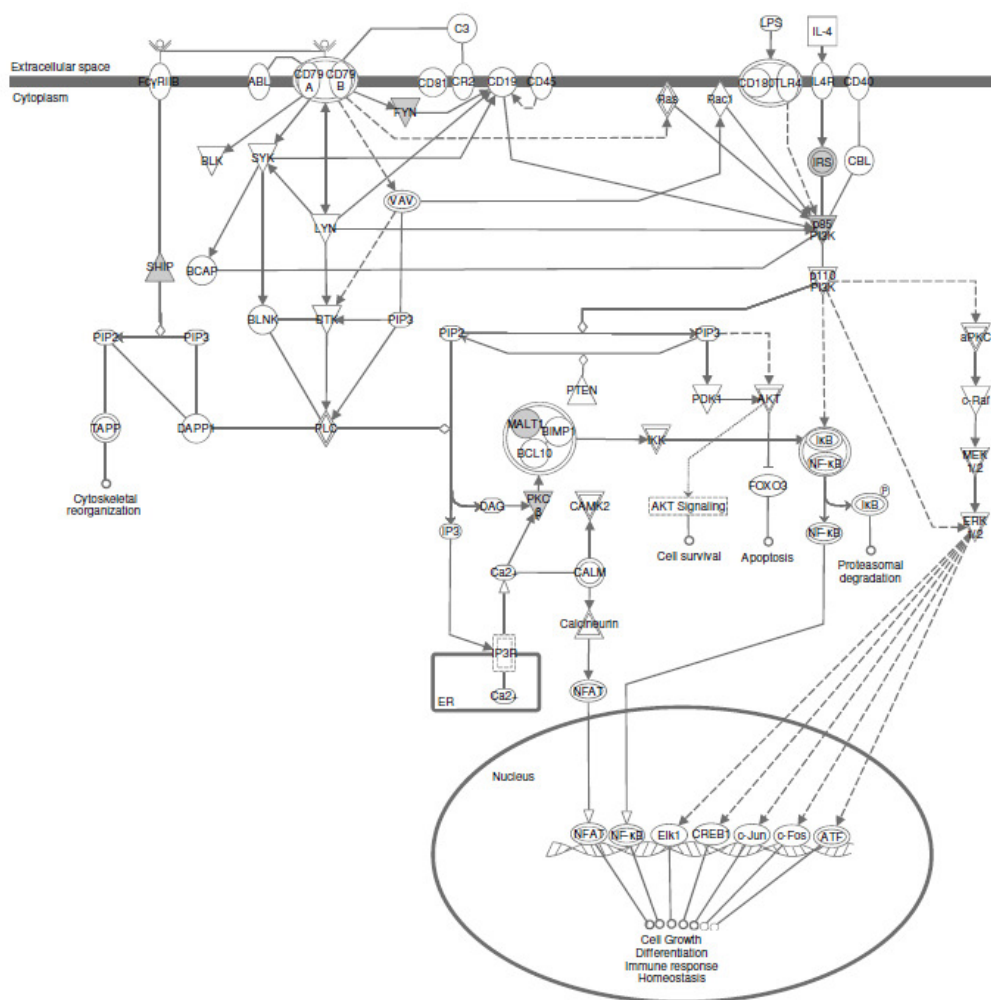 C3
LPS
IL-4
Extracellular space
Cytoplasm
FcγRIIB
ABL
CD79
A
CD79
B
CD81
CR2
CD19
CD45
CD180
TLR4
IL4R
CD40
FYN
Ras
Rac1
BLK
SYK
IRS
CBL
VAV
LYN
p85
PI3K
SHIP
BCAP
p110
PI3K
BLNK
BTK
PIP3
PIP2
PIP3
PIP2
PIP3
aPKC
PTEN
PDK1
AKT
c-Raf
TAPP
DAPP1
PLC
MALT1
BIMP1
BCL10
IKK
IκB
NF-κB
MEK
1/2
Cytoskeletal
reorganization
DAG
PKC
β
CAMK2
AKT Signaling
FOXO3
P
IκB
IP3
NF-κB
ERK
1/2
Cell survival
Apoptosis
Proteasomal
degradation
Ca2+
CALM
Calcineurin
IP3R
ER
Ca2+
NFAT
Nucleus
NFAT
NF-κB
Elk1
CREB1
c-Jun
c-Fos
ATF
Cell Growth
Differentiation
Immune response
Homeostasis